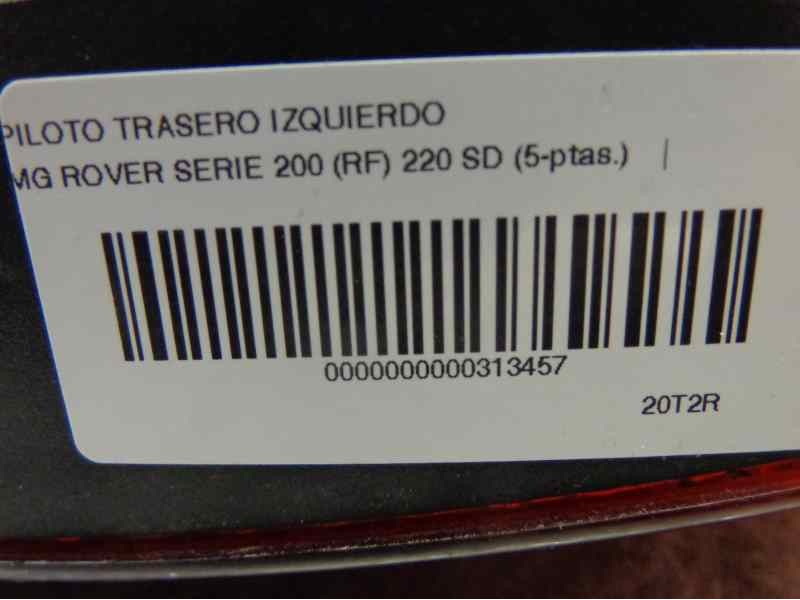 PILOTO TRASERO IZQUIERDO
MG ROVER SERIE 200 (RF) 220 SD (5-ptas.) |
0000000000313457
20T2R